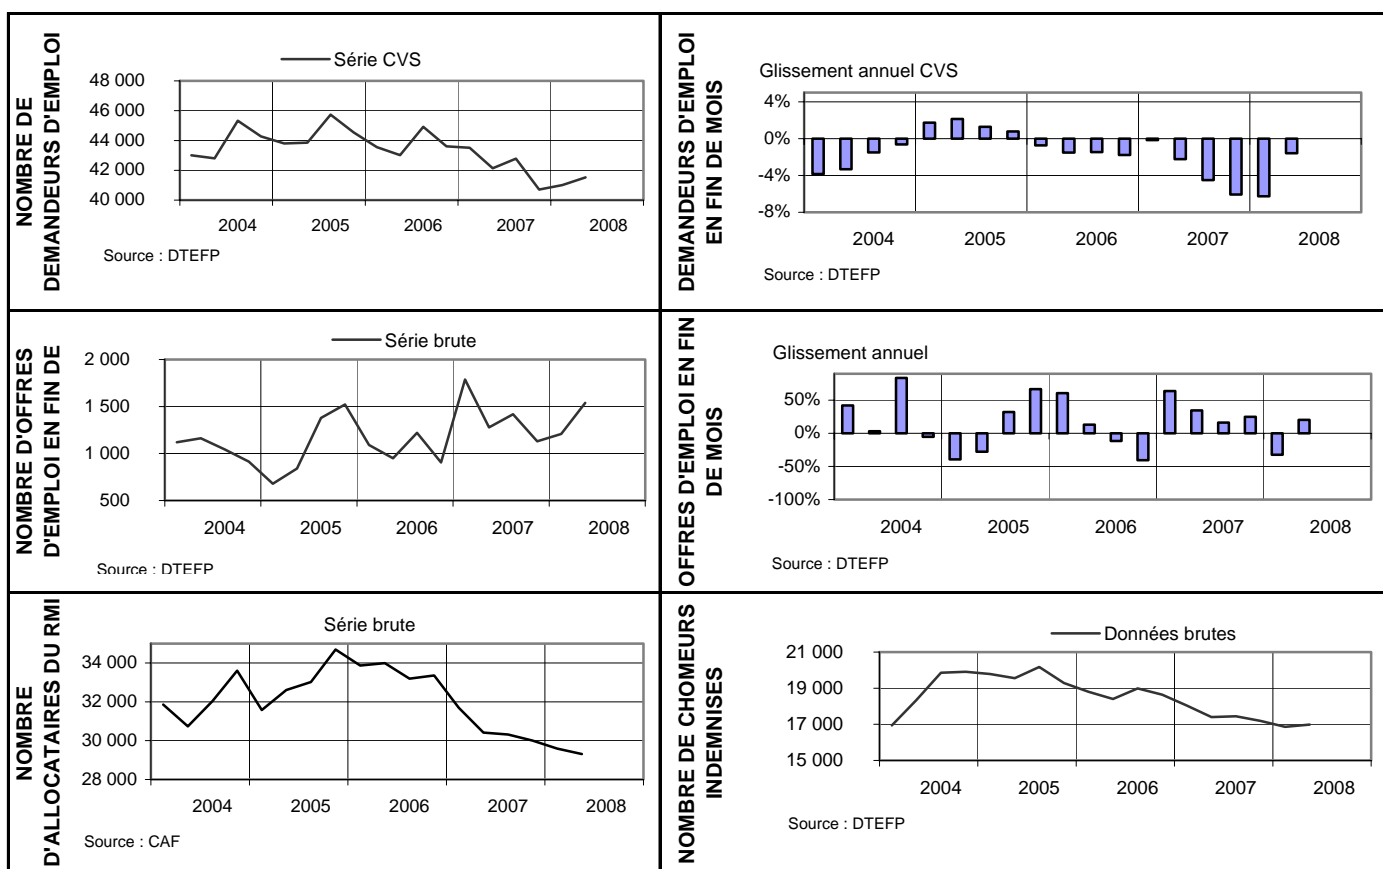 NOMBRE DE
DEMANDEURS D'EMPLOI
Série CVS
48 000
46 000
44 000
42 000
40 000
2004 2005 2006 2007 2008
Source : DTEFP
DEMANDEURS D'EMPLOI
EN FIN DE MOIS
Glissement annuel CVS
4%
0%
-4%
-8%
2004 2005 2006 2007 2008
Source : DTEFP
NOMBRE D'OFFRES
D'EMPLOI EN FIN DE
Série brute
2 000
1 500
1 000
500
2004 2005 2006 2007 2008
Source : DTEFP
OFFRES D'EMPLOI EN FIN
DE MOIS
Glissement annuel
50%
0%
-50%
-100%
2004 2005 2006 2007 2008
Source : DTEFP
NOMBRE
D'ALLOCATAIRES DU RMI
Série brute
34 000
32 000
30 000
28 000
2004 2005 2006 2007 2008
Source : CAF
NOMBRE DE CHOMEURS
INDEMNISES
Données brutes
21 000
19 000
17 000
15 000
2004 2005 2006 2007 2008
Source : DTEFP